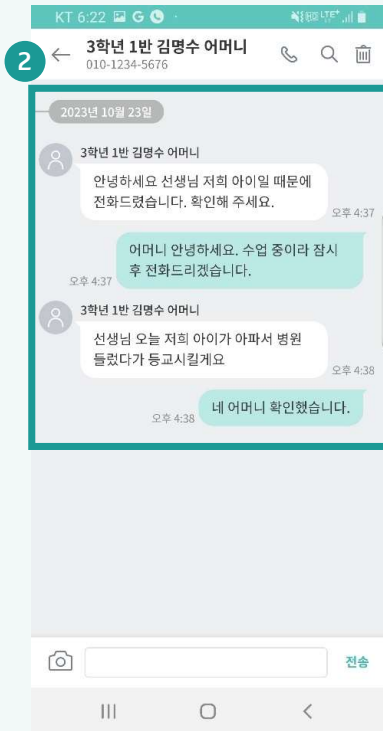 KT 6:22 G
LTE+
2
3학년 1반 김명수 어머니
010-1234-5676
2023년 10월 23일
3학년 1반 김명수 어머니
안녕하세요 선생님 저희 아이일 때문에
전화드렸습니다. 확인해 주세요.
오후 4:37
어머니 안녕하세요. 수업 중이라 잠시
후 전화드리겠습니다.
오후 4:37
3학년 1반 김명수 어머니
선생님 오늘 저희 아이가 아파서 병원
들렀다가 등교시킬게요
오후 4:38
네 어머니 확인했습니다.
오후 4:38
전송